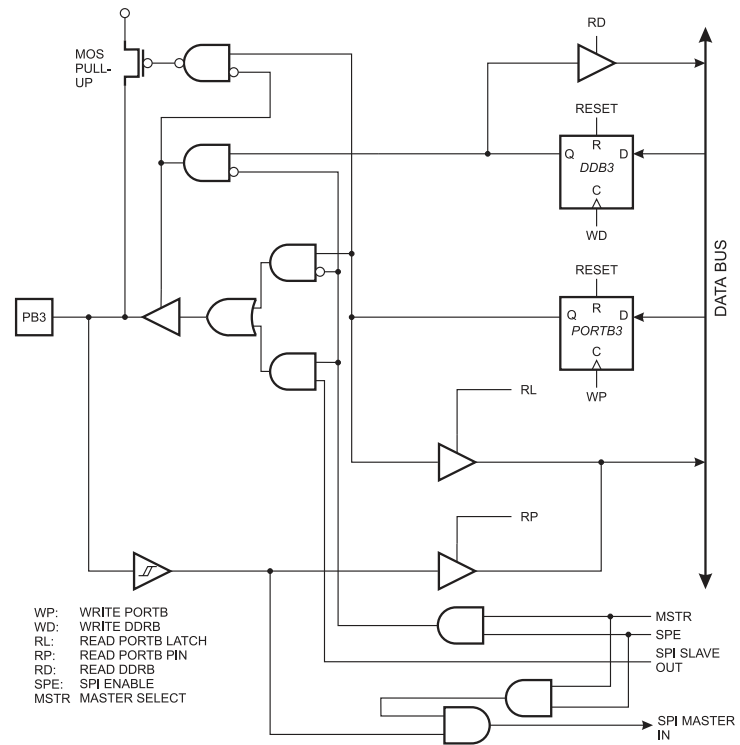 RD
MOS
PULL-
UP
RESET
R
Q
D
DDB3
C
WD
DATA BUS
RESET
R
Q
D
PORTB3
C
WP
PB3
RL
RP
WP: WRITE PORTB
WD: WRITE DDRB
RL: READ PORTB LATCH
RP: READ PORTB PIN
RD: READ DDRB
SPE: SPI ENABLE
MSTR MASTER SELECT
MSTR
SPE
SPI SLAVE
OUT
SPI MASTER
IN